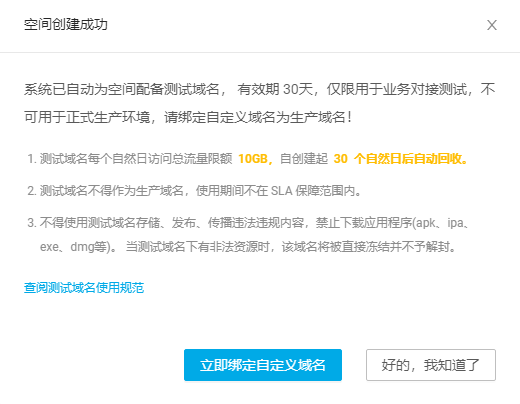 空间创建成功
系统已自动为空间配备测试域名， 有效期 30天，仅限用于业务对接测试，不
可用于正式生产环境，请绑定自定义域名为生产域名！
1. 测试域名每个自然日访问总流量限额 10GB，自创建起 30 个自然日后自动回收。
2. 测试域名不得作为生产域名，使用期间不在 SLA 保障范围内。
3. 不得使用测试域名存储、发布、传播违法违规内容，禁止下载应用程序(apk、ipa、
exe、dmg等)。 当测试域名下有非法资源时，该域名将被直接冻结并不予解封。
查阅测试域名使用规范
立即绑定自定义域名
好的，我知道了